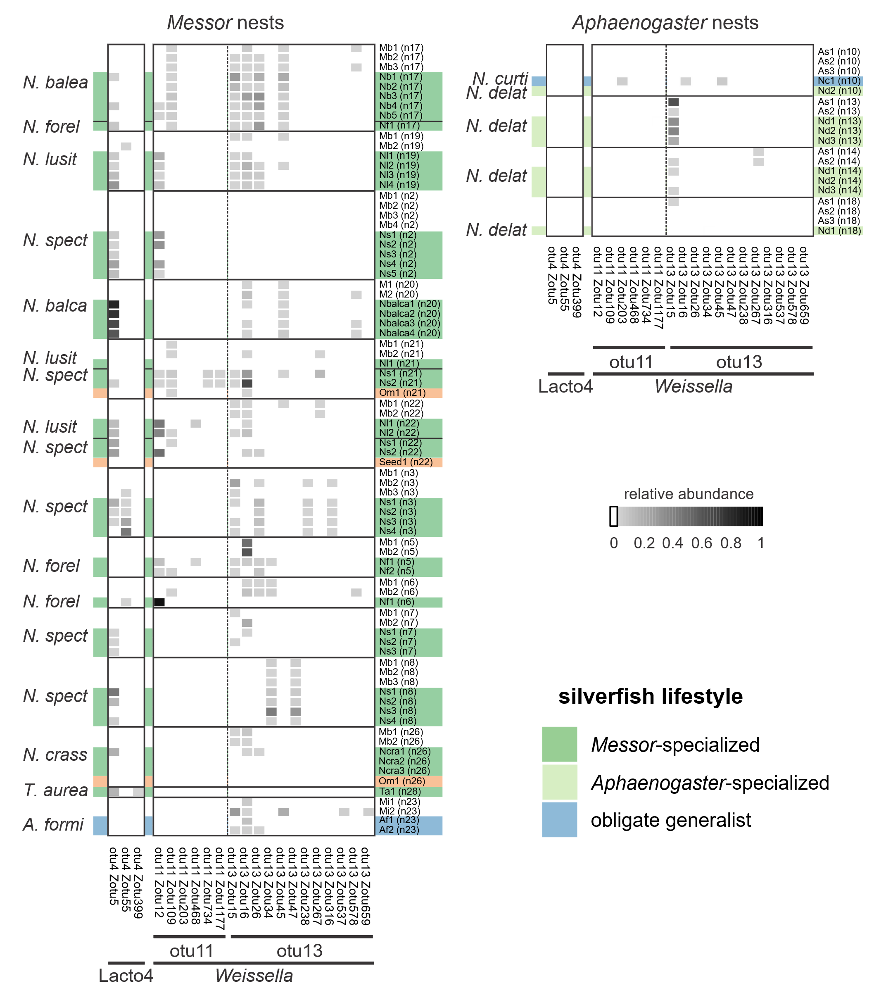 Messor nests
Mb1 (n17)
Mb2 (n17)
Mb3 (n17)
N. balea
Nb1 (n17)
Nb2 (n17)
Nb3 (n17)
Nb4 (n17)
Nb5 (n17)
N. forel
Nf1 (n17)
Mb1 (n19)
Mb2 (n19)
N. lusit
Nl1 (n19)
Nl2 (n19)
Nl3 (n19)
Nl4 (n19)
Mb1 (n2)
Mb2 (n2)
Mb3 (n2)
Mb4 (n2)
N. spect
Ns1 (n2)
Ns2 (n2)
Ns3 (n2)
Ns4 (n2)
Ns5 (n2)
M1 (n20)
M2 (n20)
N. balca
Nbalca1 (n20)
Nbalca2 (n20)
Nbalca3 (n20)
Nbalca4 (n20)
Mb1 (n21)
Mb2 (n21)
N. lusit
Nl1 (n21)
N. spect
Ns1 (n21)
Ns2 (n21)
Om1 (n21)
Mb1 (n22)
Mb2 (n22)
N. lusit
Nl1 (n22)
Nl2 (n22)
N. spect
Ns1 (n22)
Ns2 (n22)
Seed1 (n22)
Mb1 (n3)
Mb2 (n3)
Mb3 (n3)
N. spect
Ns1 (n3)
Ns2 (n3)
Ns3 (n3)
Ns4 (n3)
Mb1 (n5)
Mb2 (n5)
N. forel
Nf1 (n5)
Nf2 (n5)
Mb1 (n6)
Mb2 (n6)
N. forel
Nf1 (n6)
Mb1 (n7)
Mb2 (n7)
N. spect
Ns1 (n7)
Ns2 (n7)
Ns3 (n7)
Mb1 (n8)
Mb2 (n8)
Mb3 (n8)
N. spect
Ns1 (n8)
Ns2 (n8)
Ns3 (n8)
Ns4 (n8)
Mb1 (n26)
Mb2 (n26)
N. crass
Ncra1 (n26)
Ncra2 (n26)
Ncra3 (n26)
Om1 (n26)
T. aurea
Ta1 (n28)
Mi1 (n23)
Mi2 (n23)
A. formi
Af1 (n23)
Af2 (n23)
otu4 Zotu5
otu4 Zotu55
otu4 Zotu399
otu11 Zotu12
otu11 Zotu109
otu11 Zotu203
otu11 Zotu468
otu11 Zotu734
otu11 Zotu1177
otu13 Zotu15
otu13 Zotu16
otu13 Zotu26
otu13 Zotu34
otu13 Zotu45
otu13 Zotu47
otu13 Zotu238
otu13 Zotu267
otu13 Zotu316
otu13 Zotu537
otu13 Zotu578
otu13 Zotu659
otu11
otu13
Lacto4
Weissella
Aphaenogaster nests
As1 (n10)
As2 (n10)
As3 (n10)
N. curti
Nc1 (n10)
N. delat
Nd2 (n10)
As1 (n13)
As2 (n13)
N. delat
Nd1 (n13)
Nd2 (n13)
Nd3 (n13)
As1 (n14)
As2 (n14)
N. delat
Nd1 (n14)
Nd2 (n14)
Nd3 (n14)
As1 (n18)
As2 (n18)
As3 (n18)
N. delat
Nd1 (n18)
otu4 Zotu5
otu4 Zotu55
otu4 Zotu399
otu11 Zotu12
otu11 Zotu109
otu11 Zotu203
otu11 Zotu468
otu11 Zotu734
otu11 Zotu1177
otu13 Zotu15
otu13 Zotu16
otu13 Zotu26
otu13 Zotu34
otu13 Zotu45
otu13 Zotu47
otu13 Zotu238
otu13 Zotu267
otu13 Zotu316
otu13 Zotu537
otu13 Zotu578
otu13 Zotu659
otu11
otu13
Lacto4
Weissella
relative abundance
0 0.2 0.4 0.6 0.8 1
silverfish lifestyle
Messor-specialized
Aphaenogaster-specialized
obligate generalist